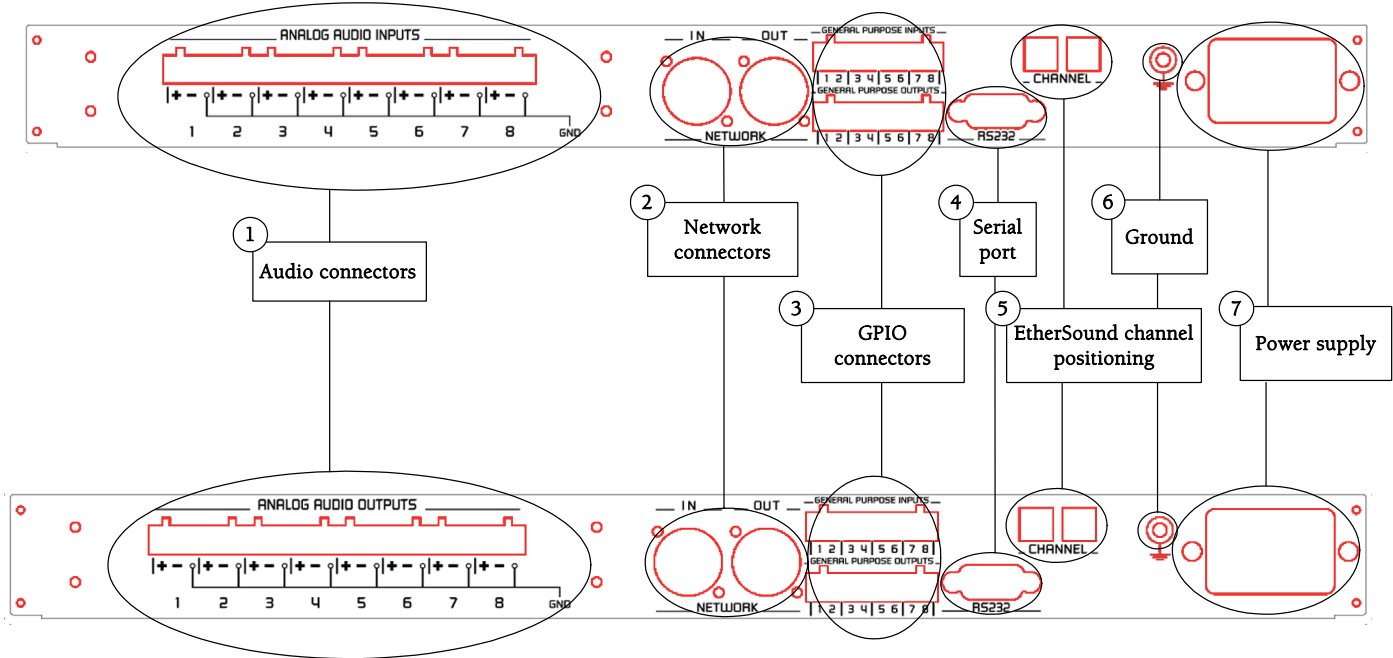 ANALOG AUDIO INPUTS
IN OUT
GENERAL PURPOSE INPUTS
1 2 3 4 5 6 7 8
GENERAL PURPOSE OUTPUTS
1 2 3 4 5 6 7 8
CHANNEL
RS232
NETWORK
+ - + - + - + - + - + - + - + -
1 2 3 4 5 6 7 8
GND
1
Audio connectors
2
Network
connectors
3
GPIO
connectors
4
Serial
port
5
EtherSound channel
positioning
6
Ground
7
Power supply
ANALOG AUDIO OUTPUTS
IN OUT
GENERAL PURPOSE INPUTS
1 2 3 4 5 6 7 8
GENERAL PURPOSE OUTPUTS
1 2 3 4 5 6 7 8
CHANNEL
RS232
NETWORK
+ - + - + - + - + - + - + - + -
1 2 3 4 5 6 7 8
GND